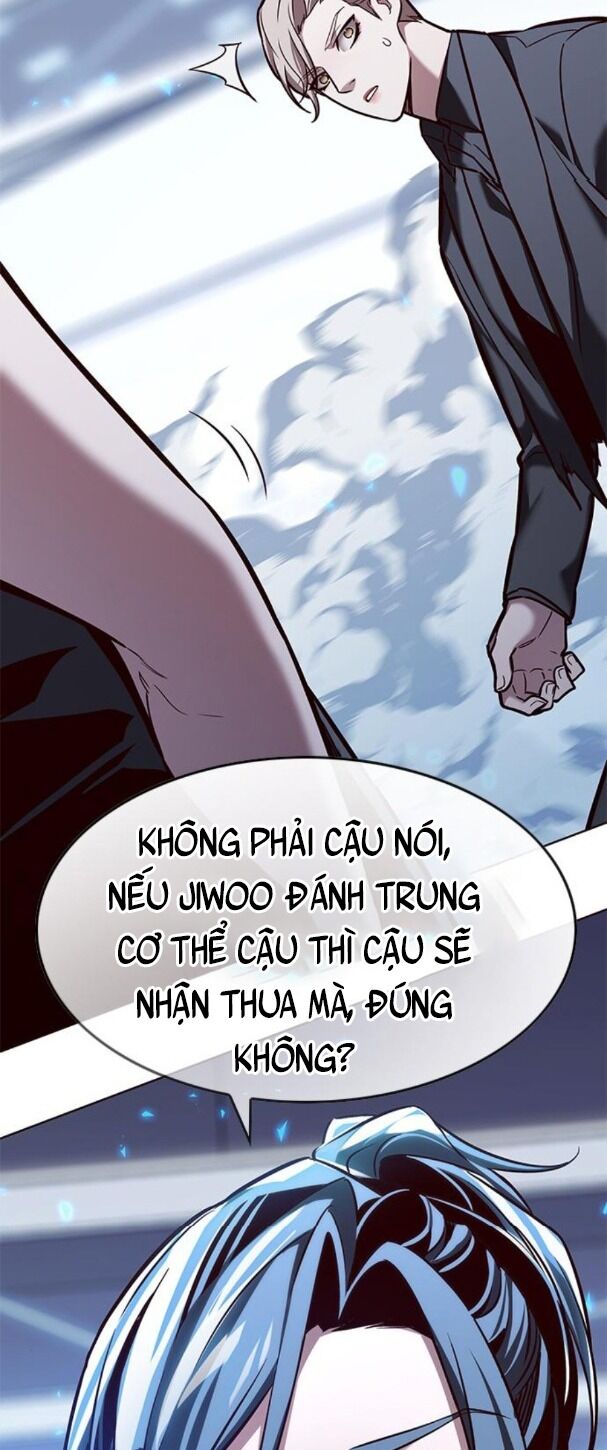 KHÔNG PHẢI CẬU NÓI,
NẾU JIWOO ĐÁNH TRUNG
CƠ THỂ CẬU THÌ CẬU SẼ
NHẬN THUA MÀ, ĐÚNG
KHÔNG?